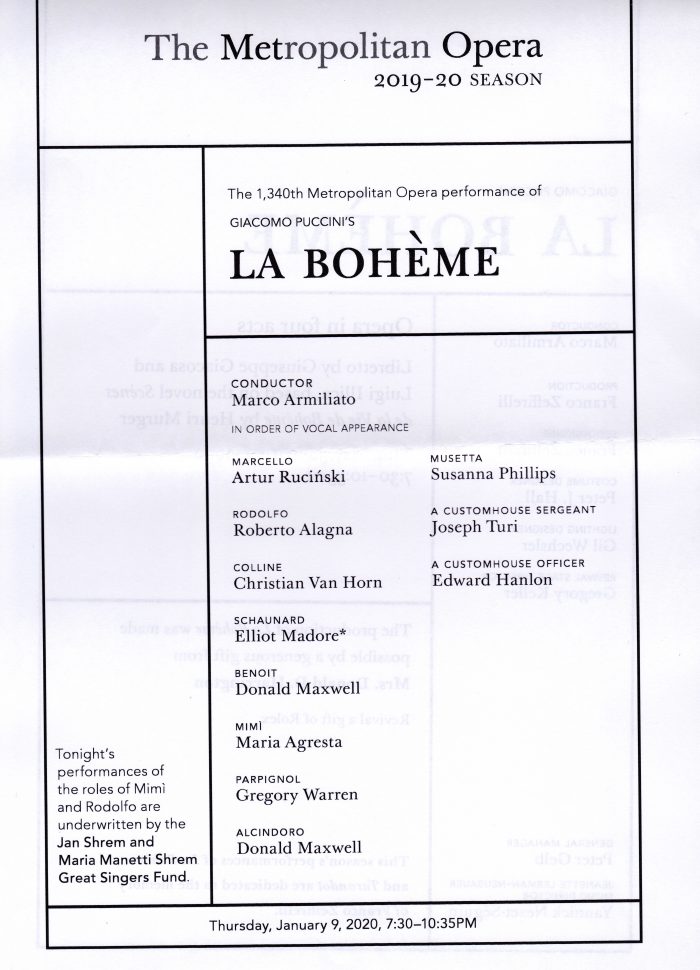 The Metropolitan Opera
2019–20 SEASON
The 1,340th Metropolitan Opera performance of
GIACOMO PUCCINI'S
LA BOHÈME
CONDUCTOR
Marco Armiliato
IN ORDER OF VOCAL APPEARANCE
MARCELLO
Artur Ruciński
RODOLFO
Roberto Alagna
COLLINE
Christian Van Horn
SCHAUNARD
Elliot Madore*
BENOIT
Donald Maxwell
MIMÌ
Maria Agresta
PARPIGNOL
Gregory Warren
ALCINDORO
Donald Maxwell
MUSETTA
Susanna Phillips
A CUSTOMHOUSE SERGEANT
Joseph Turi
A CUSTOMHOUSE OFFICER
Edward Hanlon
Tonight's
performances of
the roles of Mimì
and Rodolfo are
underwritten by the
Jan Shrem and
Maria Manetti Shrem
Great Singers Fund.
Thursday, January 9, 2020, 7:30–10:35PM